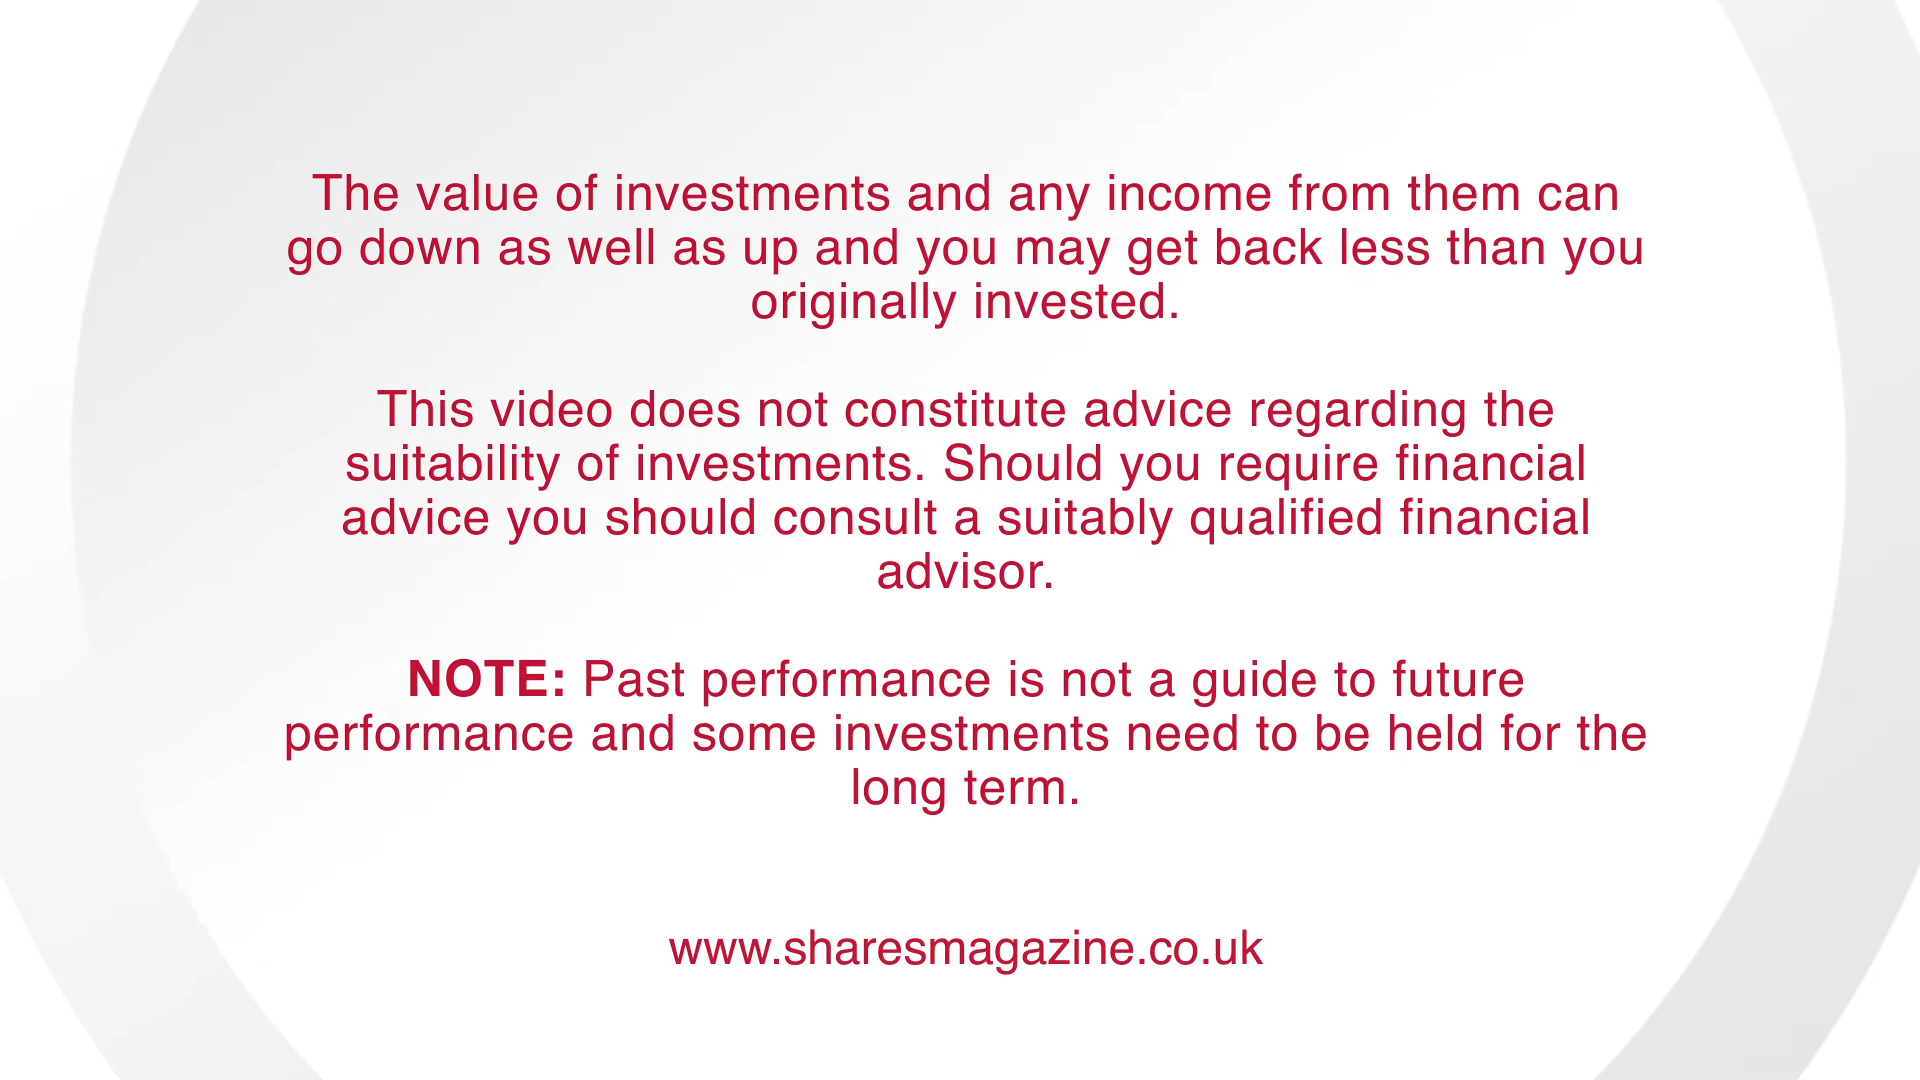 The value of investments and any income from them can
go down as well as up and you may get back less than you
originally invested.
This video does not constitute advice regarding the
suitability of investments. Should you require financial
advice you should consult a suitably qualified financial
advisor.
NOTE: Past performance is not a guide to future
performance and some investments need to be held for the
long term.
www.sharesmagazine.co.uk